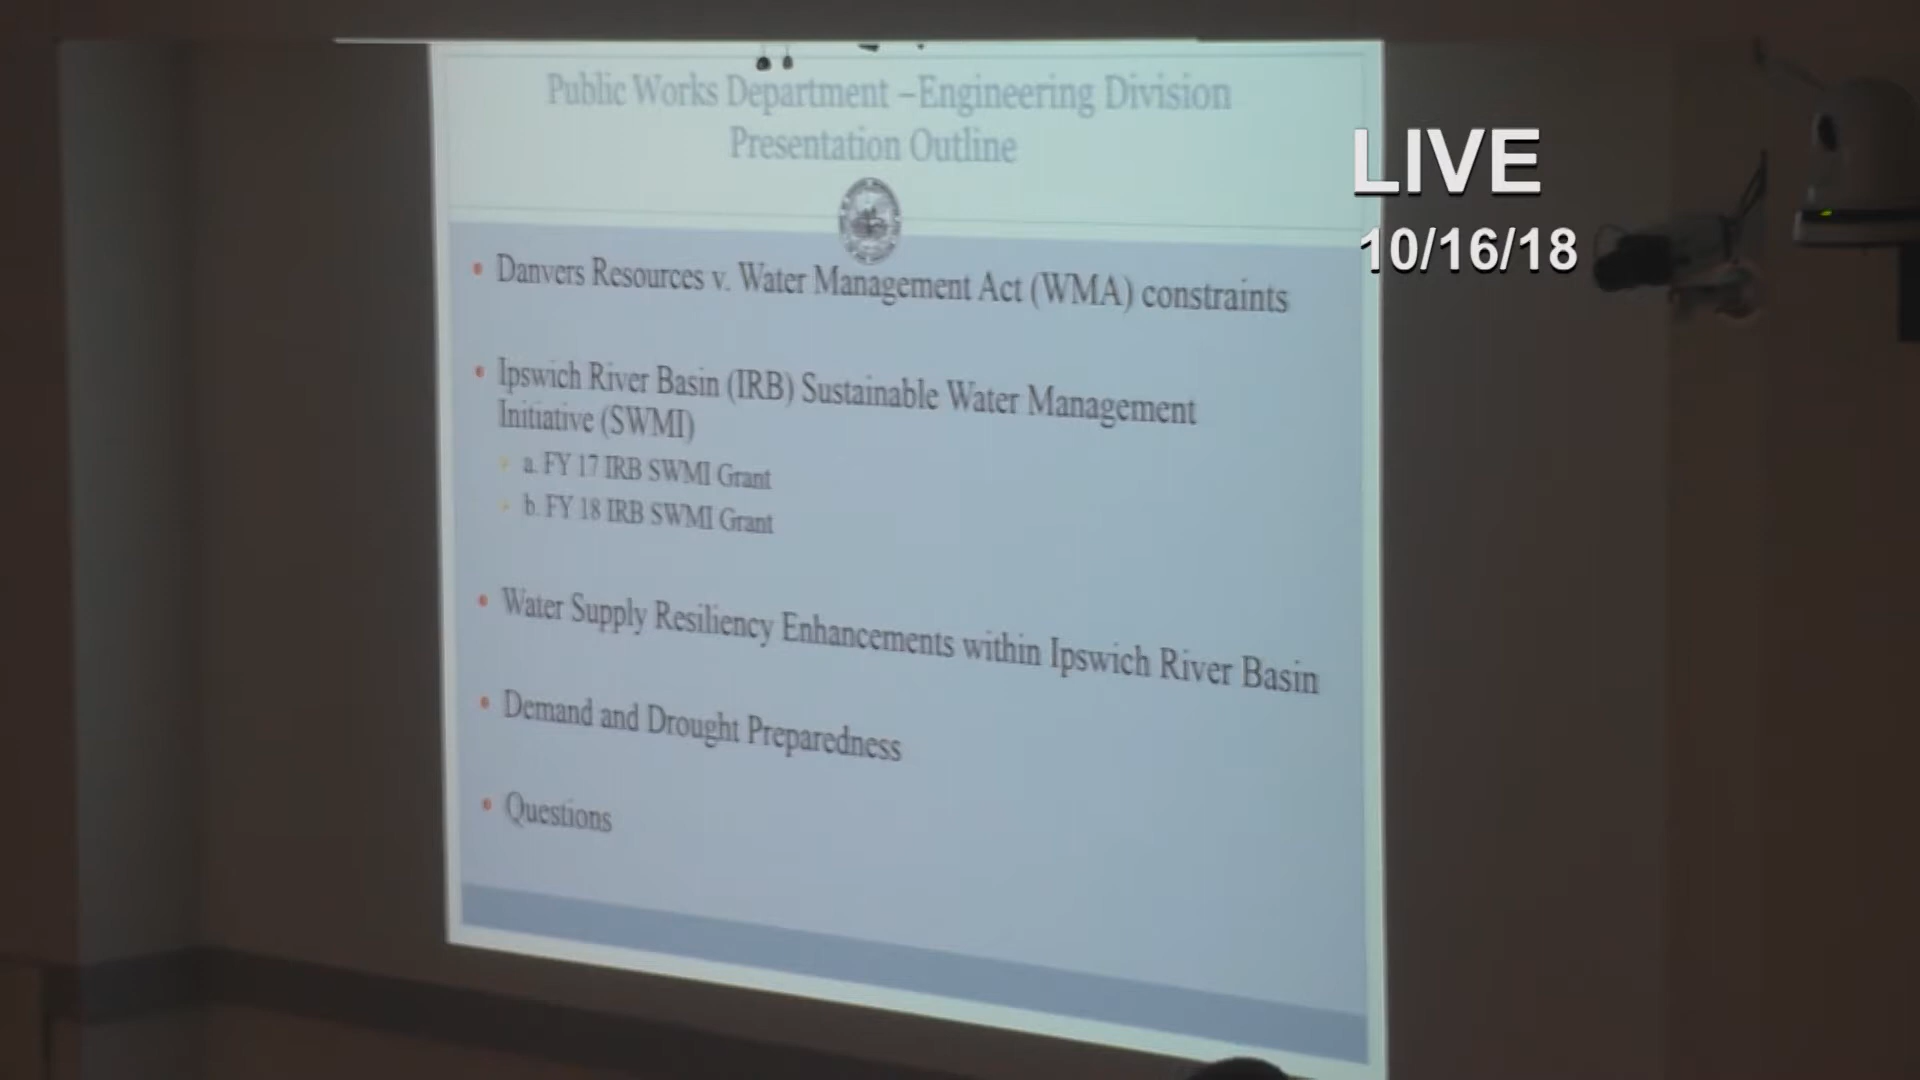 Public Works Department –Engineering Division
Presentation Outline
LIVE
10/16/18
• Danvers Resources v. Water Management Act (WMA) constraints
• Ipswich River Basin (IRB) Sustainable Water Management
Initiative (SWMI)
a. FY 17 IRB SWMI Grant
b. FY 18 IRB SWMI Grant
• Water Supply Resiliency Enhancements within Ipswich River Basin
• Demand and Drought Preparedness
• Questions